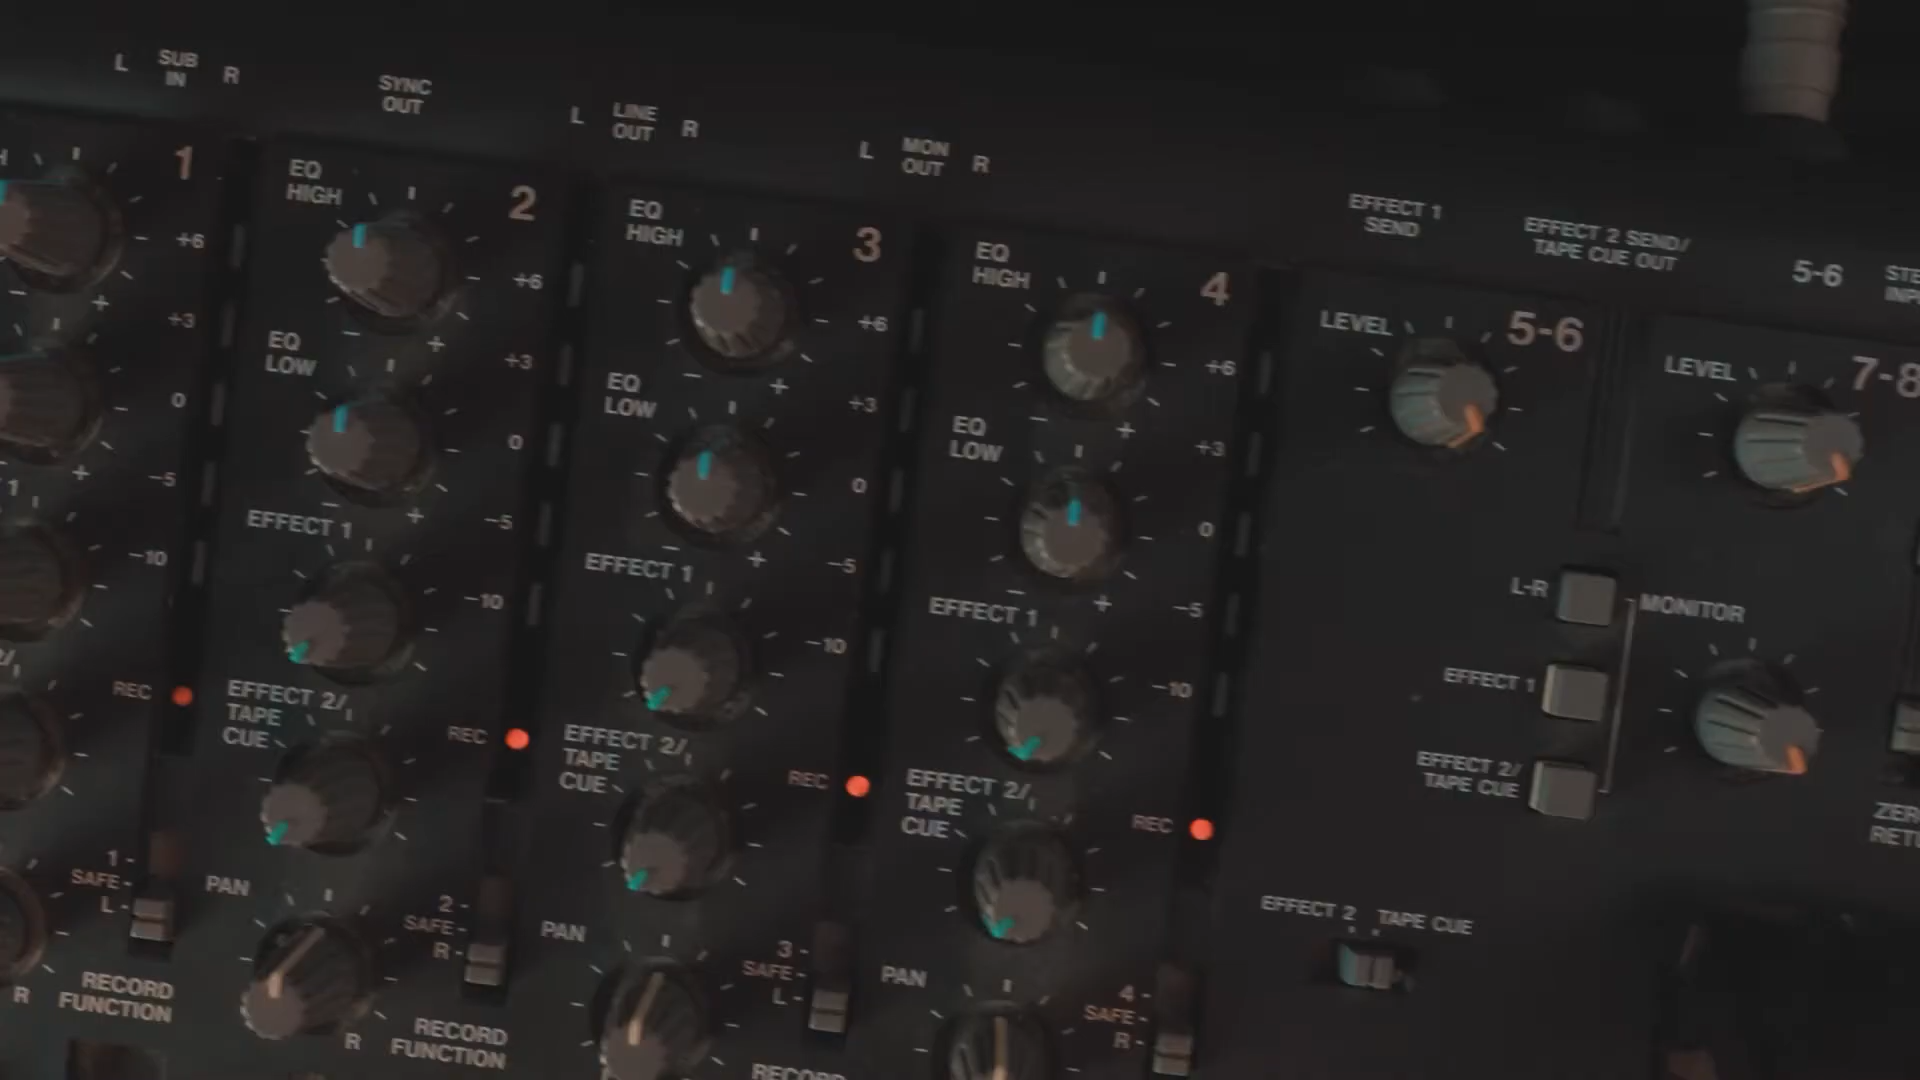 L SUB IN R
SYNC OUT
L LINE OUT R
L MON OUT R
EFFECT 1 SEND
EFFECT 2 SEND/ TAPE CUE OUT
5-6
1
+6
+3
0
-5
-10
REC
1
SAFE
L
R
RECORD FUNCTION
EQ HIGH
2
+6
EQ LOW
+3
0
EFFECT 1
-5
-10
EFFECT 2/ TAPE CUE
REC
PAN
2
SAFE
R
R
RECORD FUNCTION
EQ HIGH
3
+6
EQ LOW
+3
0
EFFECT 1
-5
-10
EFFECT 2/ TAPE CUE
REC
PAN
3
SAFE
L
RECORD
EQ HIGH
4
+6
EQ LOW
+3
0
EFFECT 1
-5
-10
EFFECT 2/ TAPE CUE
REC
PAN
4
SAFE
R
LEVEL
5-6
LEVEL
7-8
L-R
MONITOR
EFFECT 1
EFFECT 2/ TAPE CUE
EFFECT 2 TAPE CUE